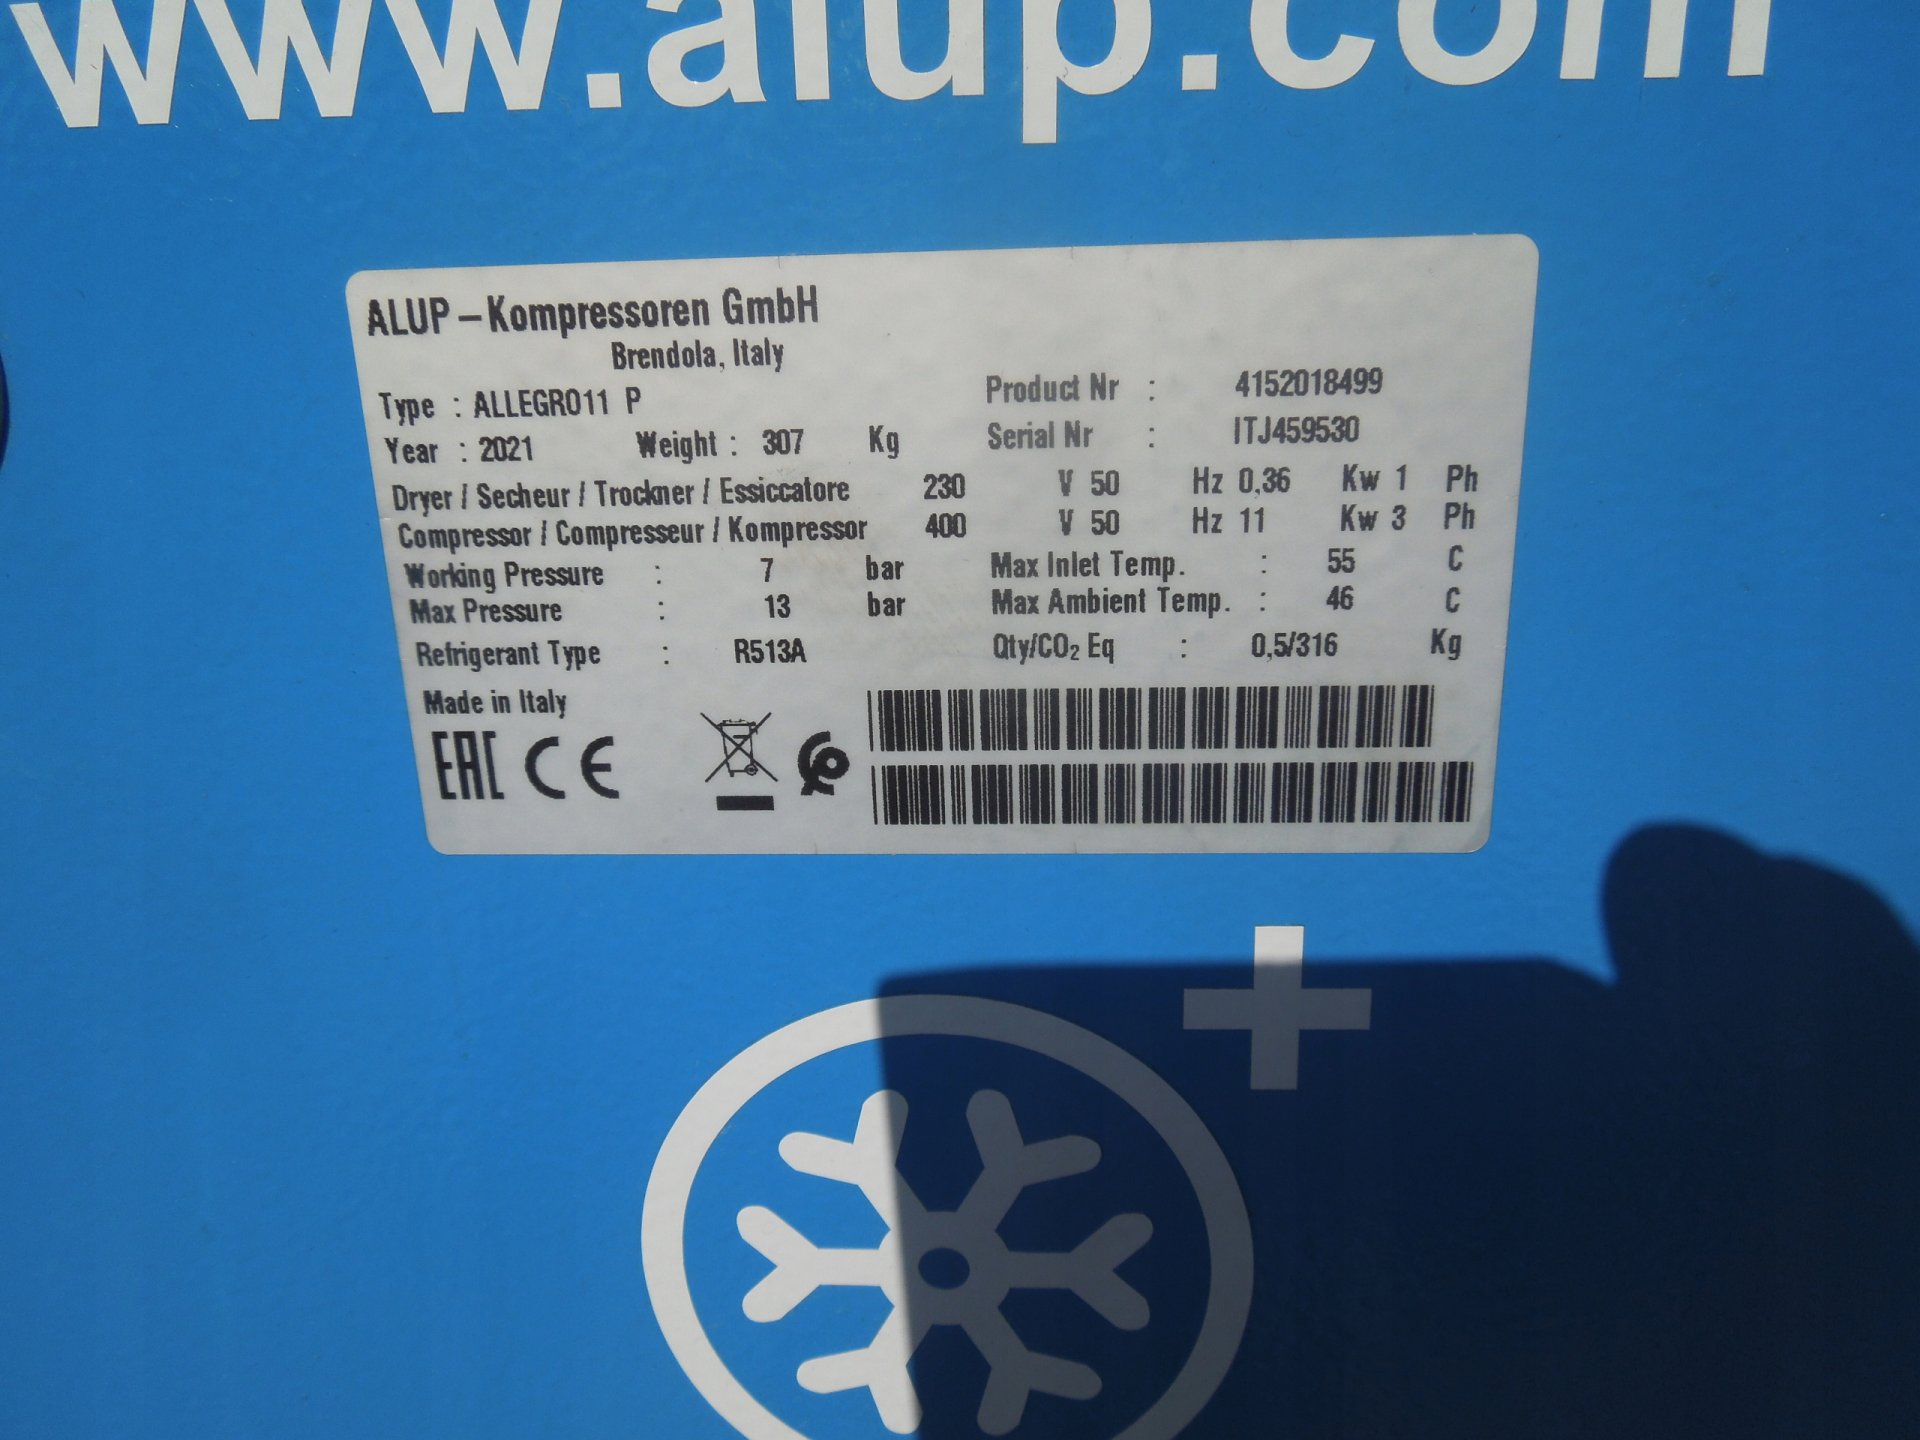 www.alup.com
ALUP – Kompressoren GmbH
Brendola, Italy
Type : ALLEGRO11 P
Product Nr : 4152018499
Year : 2021 Weight : 307 Kg
Serial Nr : ITJ459530
Dryer / Secheur / Trockner / Essiccatore 230 V 50 Hz 0,36 Kw 1 Ph
Compressor / Compresseur / Kompressor 400 V 50 Hz 11 Kw 3 Ph
Working Pressure : 7 bar Max Inlet Temp. : 55 C
Max Pressure : 13 bar Max Ambient Temp. : 46 C
Refrigerant Type : R513A Qty/CO₂ Eq : 0,5/316 Kg
Made in Italy
EAC CE